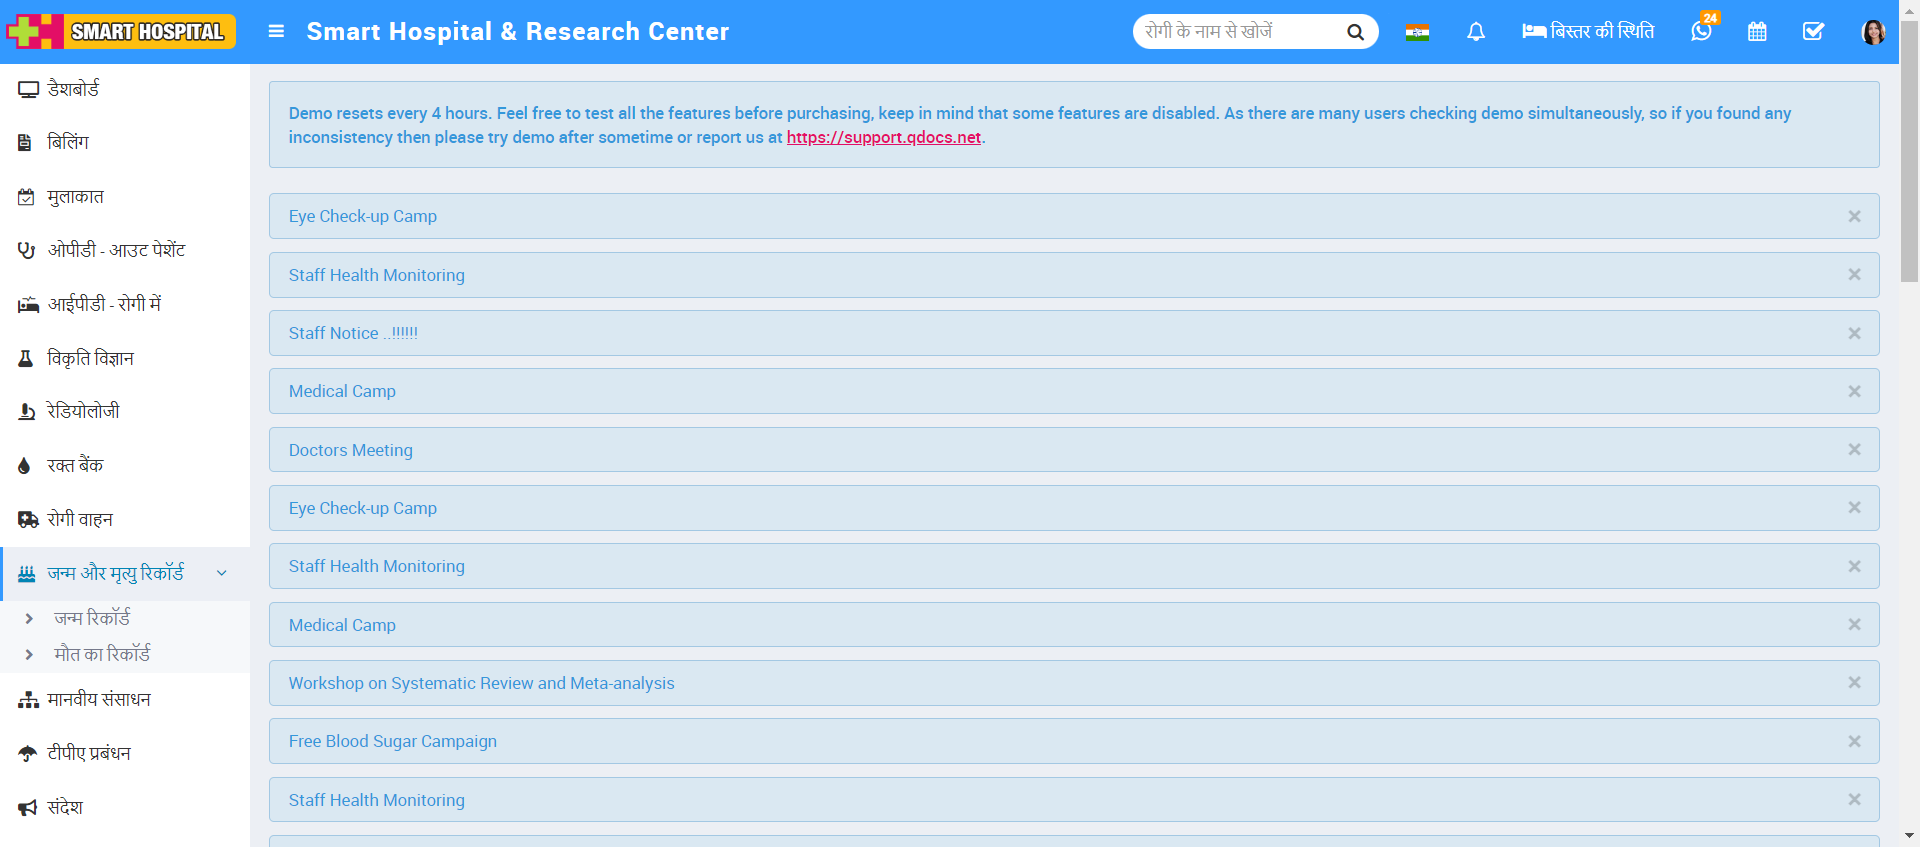 SMART HOSPITAL
Smart Hospital & Research Center
रोगी के नाम से खोजें
बिस्तर की स्थिति
24
डैशबोर्ड
बिलिंग
मुलाकात
ओपीडी - आउट पेशेंट
आईपीडी - रोगी में
विकृति विज्ञान
रेडियोलोजी
रक्त बैंक
रोगी वाहन
जन्म और मृत्यु रिकॉर्ड
जन्म रिकॉर्ड
मौत का रिकॉर्ड
मानवीय संसाधन
टीपीए प्रबंधन
संदेश
Demo resets every 4 hours. Feel free to test all the features before purchasing, keep in mind that some features are disabled. As there are many users checking demo simultaneously, so if you found any
inconsistency then please try demo after sometime or report us at https://support.qdocs.net.
Eye Check-up Camp
Staff Health Monitoring
Staff Notice ..!!!!!!
Medical Camp
Doctors Meeting
Eye Check-up Camp
Staff Health Monitoring
Medical Camp
Workshop on Systematic Review and Meta-analysis
Free Blood Sugar Campaign
Staff Health Monitoring